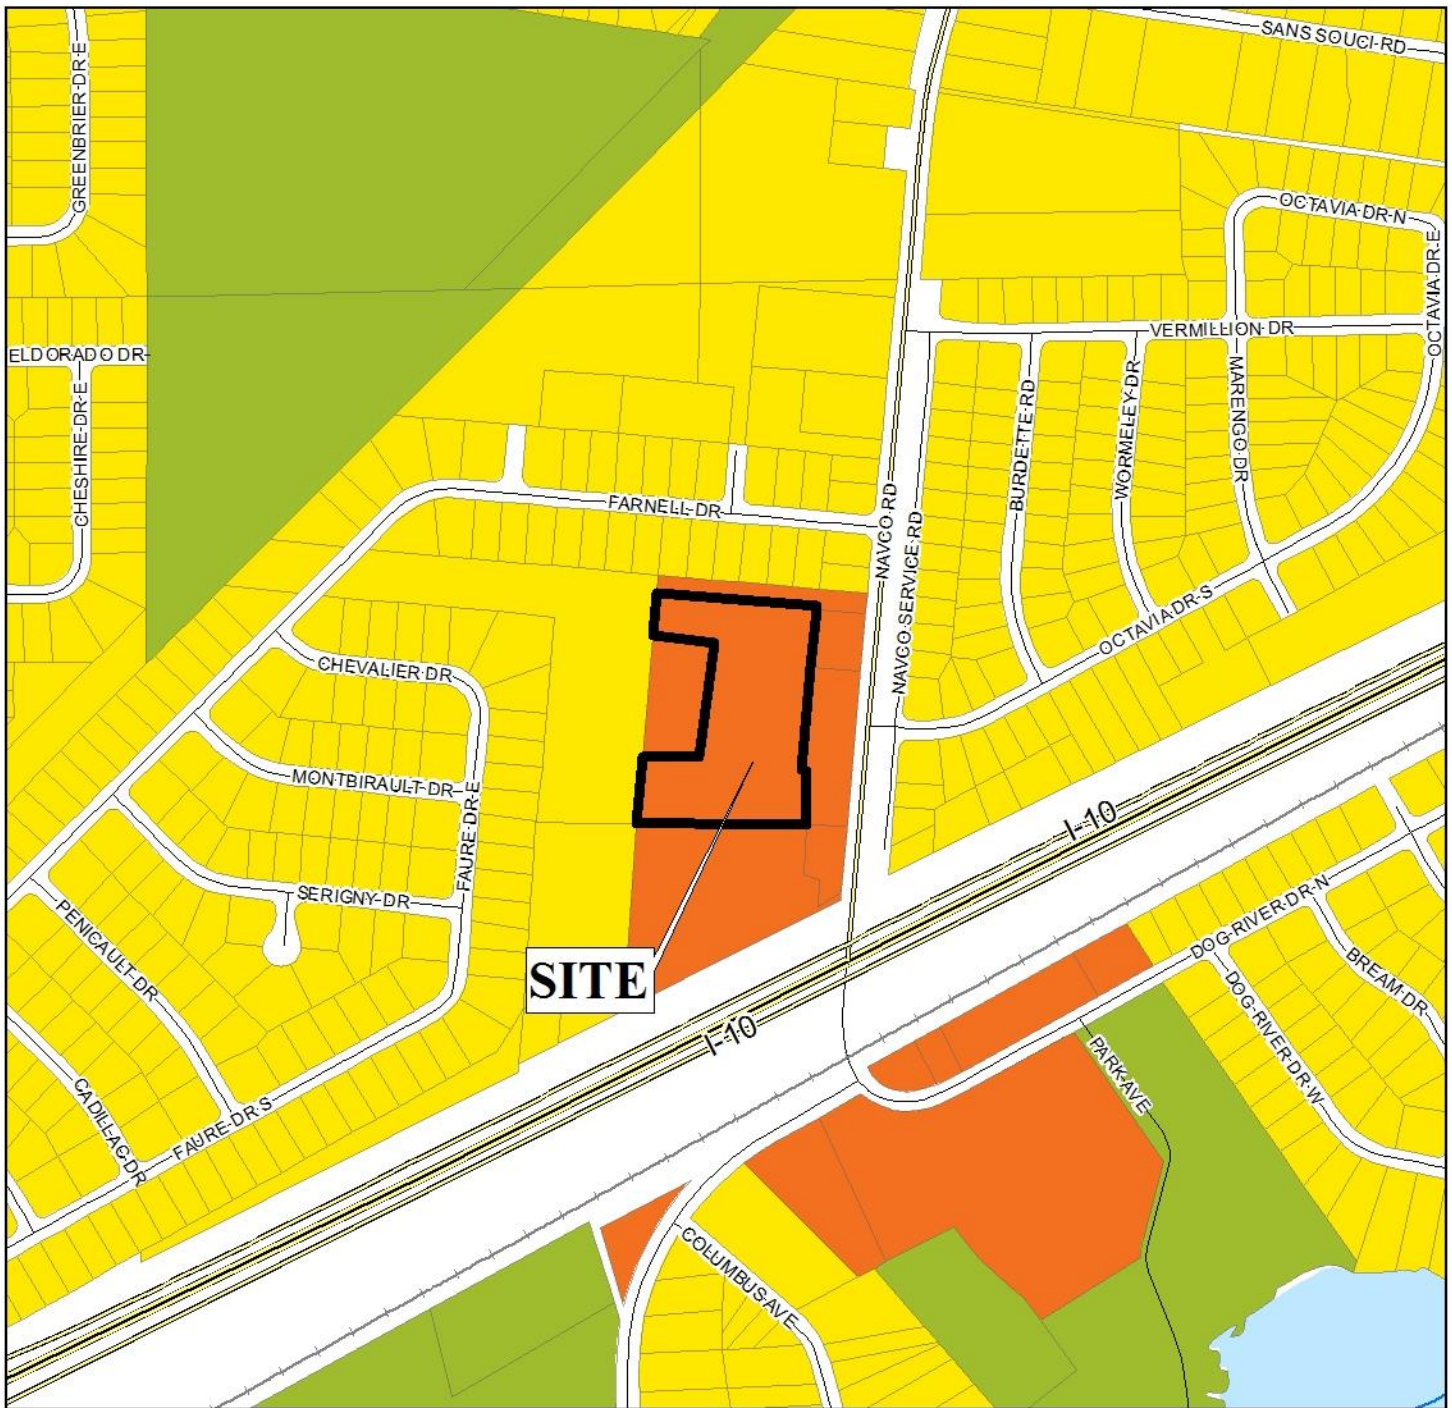 SANS SOUCI RD
GREENBRIER DR E
OCTAVIA DR N
OCTAVIA DR E
VERMILLION DR
ELDORADO DR
CHESHIRE DR E
BURDETTE RD
WORMELEY DR
MARENGO DR
FARNELL DR
NAVCO RD
NAVCO SERVICE RD
OCTAVIA DR S
CHEVALIER DR
MONTBIRAULT DR
FAURE DR E
I-10
SERIGNY DR
PENICAULT DR
DOG RIVER DR N
SITE
BREAM DR
DOG RIVER DR W
I-10
PARK AVE
CADILLAC DR
FAURE DR S
COLUMBUS AVE